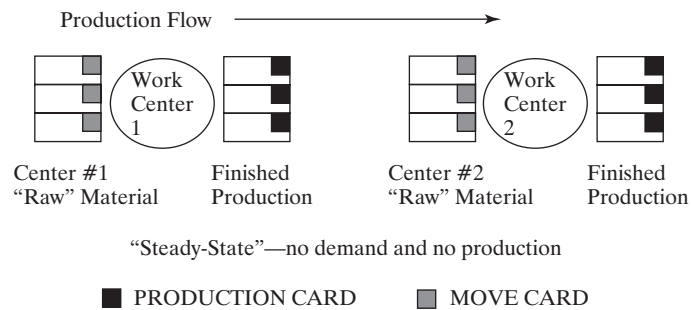 Production Flow
Work
Center
1
Work
Center
2
Center #1
“Raw” Material
Finished
Production
Center #2
“Raw” Material
Finished
Production
“Steady-State”—no demand and no production
PRODUCTION CARD
MOVE CARD